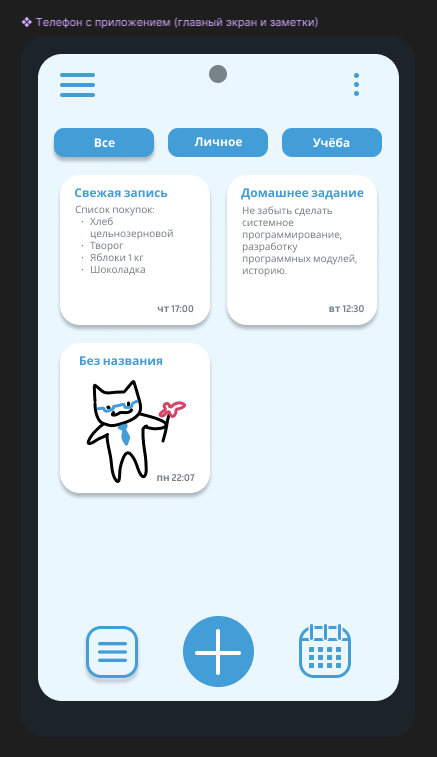 Телефон с приложением (главный экран и заметки)
Все
Личное
Учёба
Свежая запись
Список покупок:
· Хлеб
цельнозерновой
· Творог
· Яблоки 1 кг
· Шоколадка
чт 17:00
Домашнее задание
Не забыть сделать
системное
программирование,
разработку
программных модулей,
историю.
вт 12:30
Без названия
пн 22:07